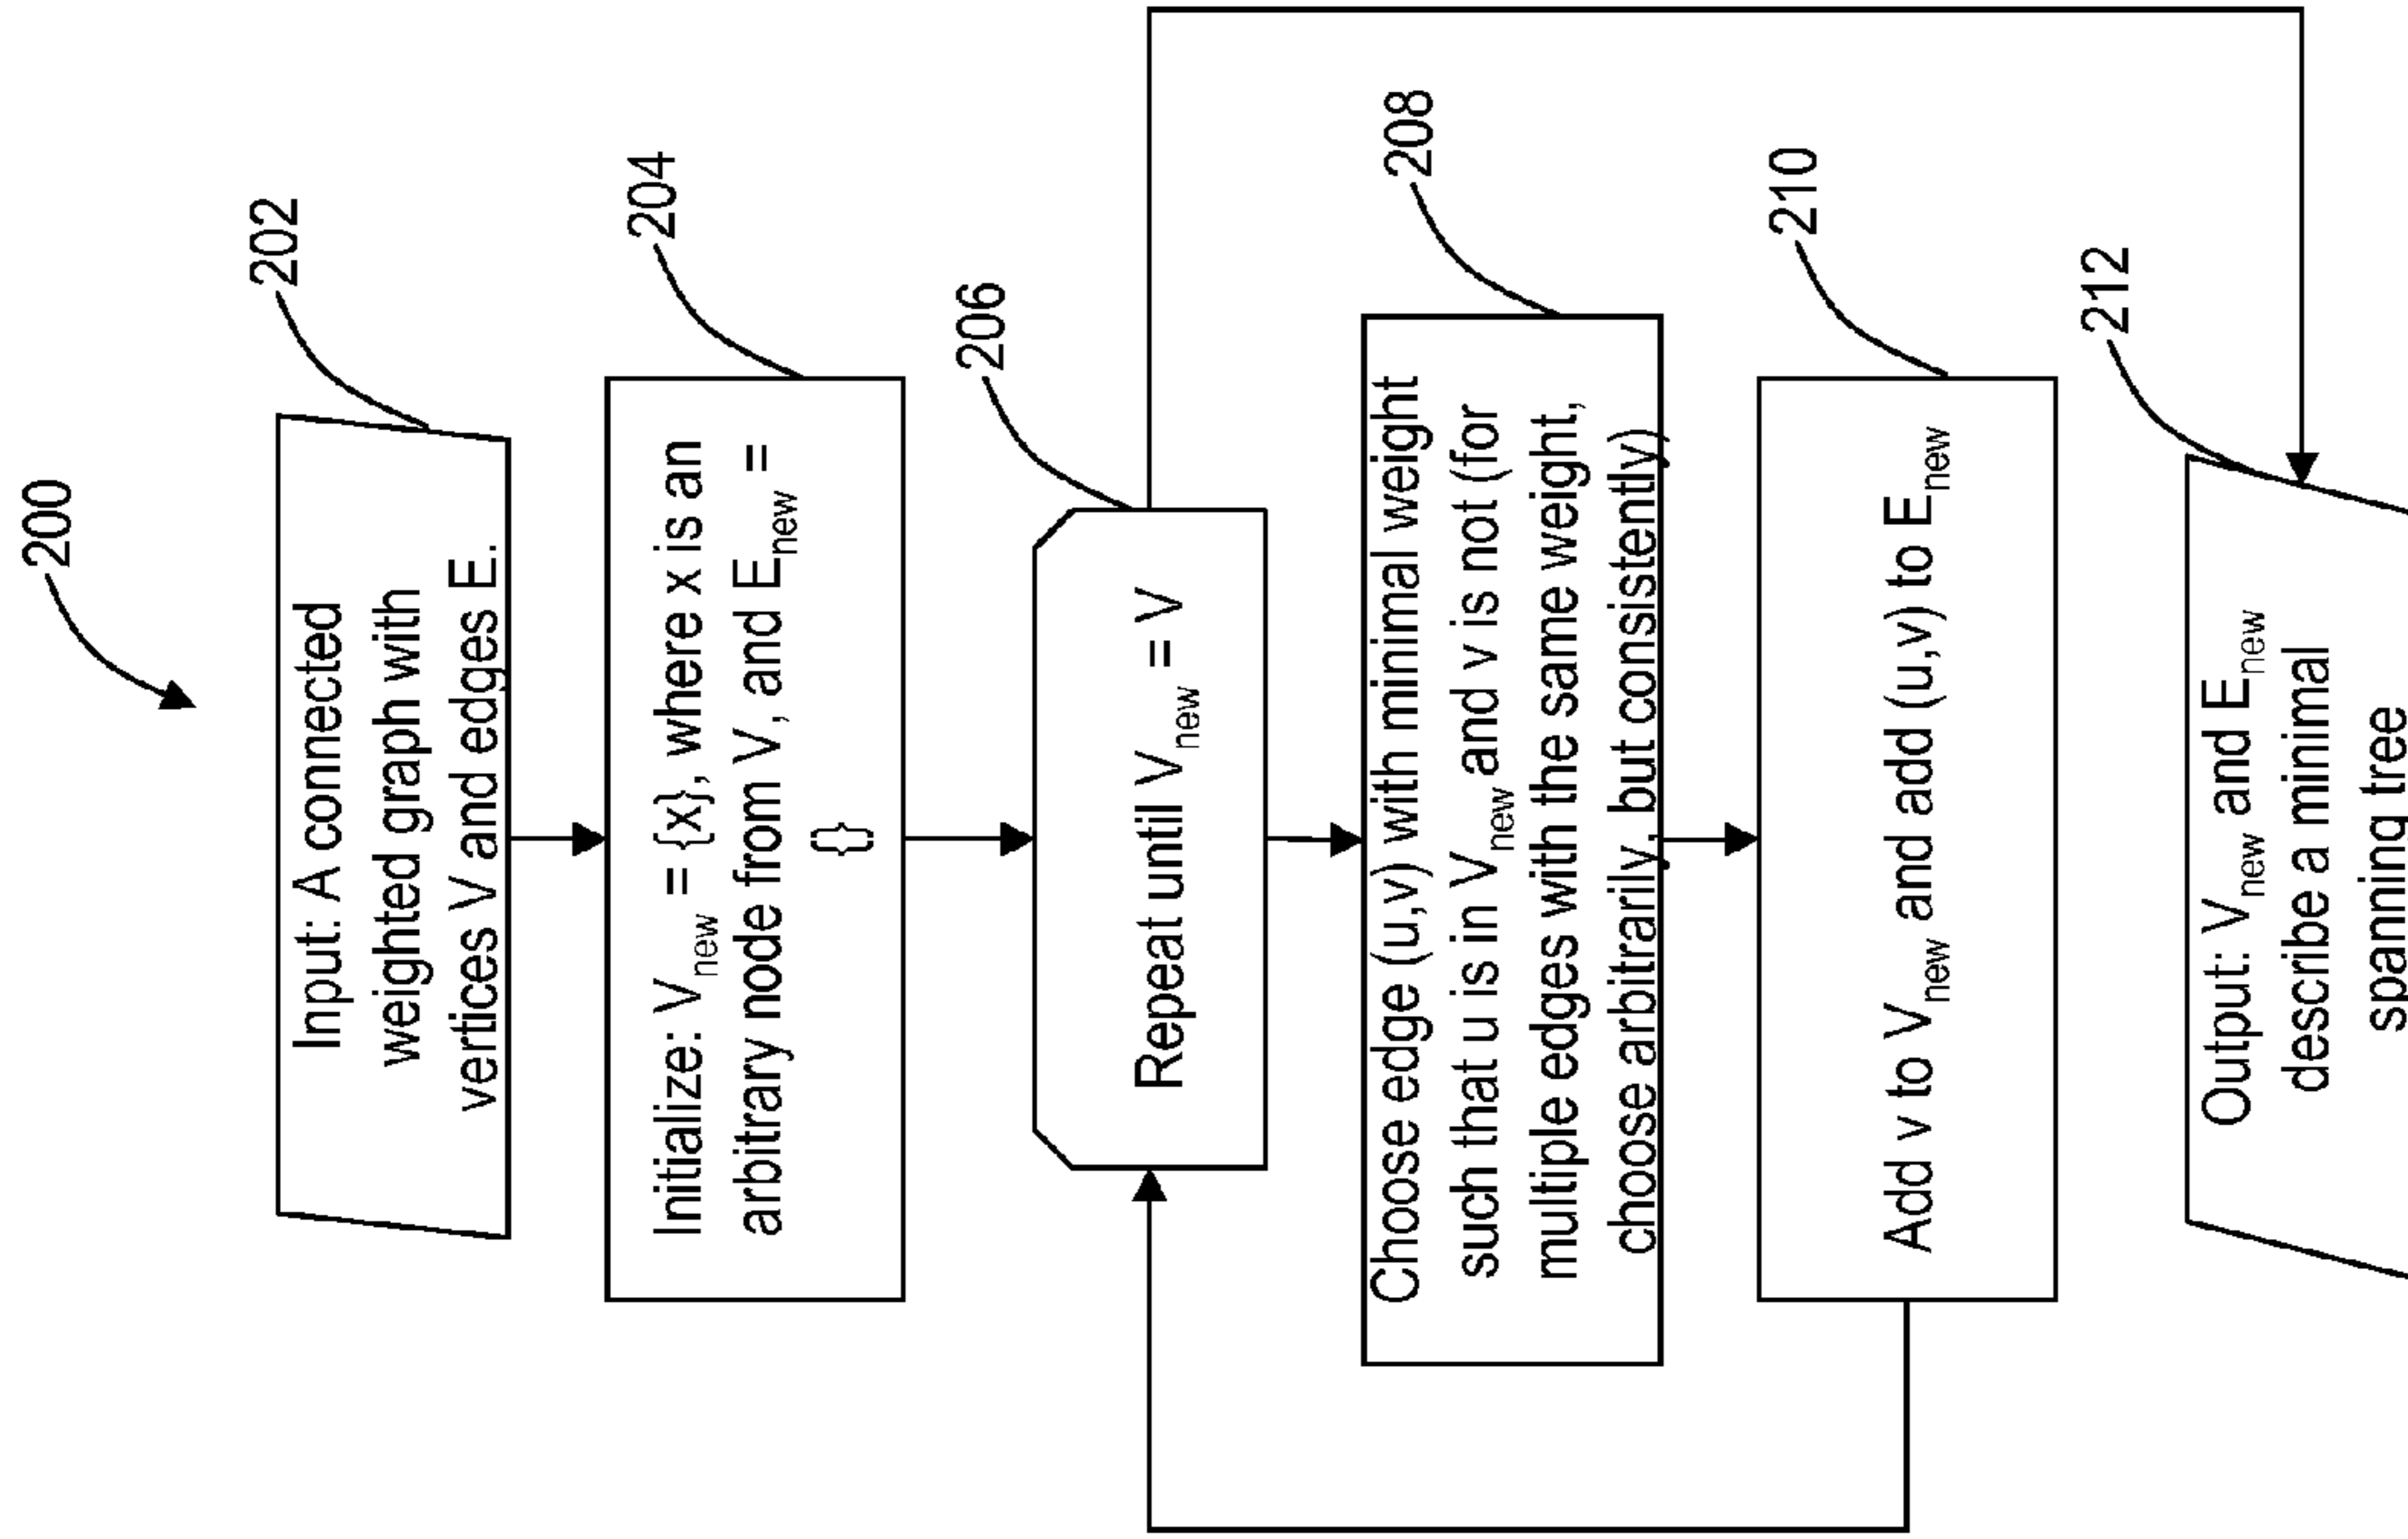 200
202
Input: A connected
weighted graph with
vertices V and edges E.
204
Initialize: Vnew = {x}, where x is an
arbitrary node from V, and Enew =
{}
206
Repeat until Vnew = V
208
Choose edge (u,v) with minimal weight
such that u is in Vnew and v is not (for
multiple edges with the same weight,
choose arbitrarily, but consistently)
210
Add v to Vnew and add (u,v) to Enew
212
Output: Vnew and Enew
describe a minimal
spanning tree